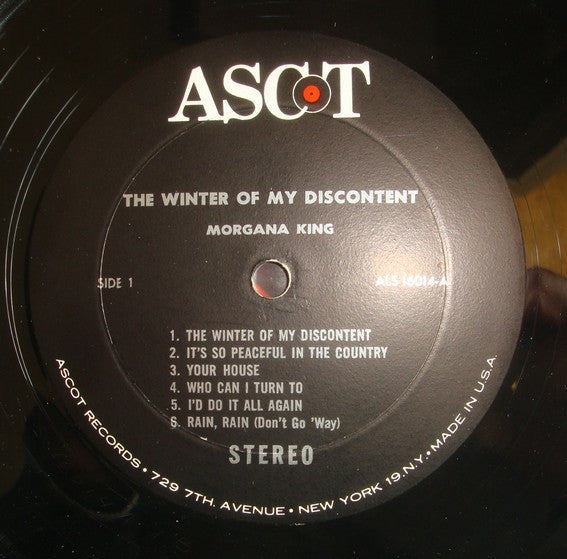 ASCOT
THE WINTER OF MY DISCONTENT
MORGANA KING
SIDE 1
ALS 16014-A
1. THE WINTER OF MY DISCONTENT
2. IT'S SO PEACEFUL IN THE COUNTRY
3. YOUR HOUSE
4. WHO CAN I TURN TO
5. I'D DO IT ALL AGAIN
6. RAIN, RAIN (Don't Go 'Way)
STEREO
ASCOT RECORDS • 729 7TH. AVENUE • NEW YORK 19, N.Y. • MADE IN U.S.A.